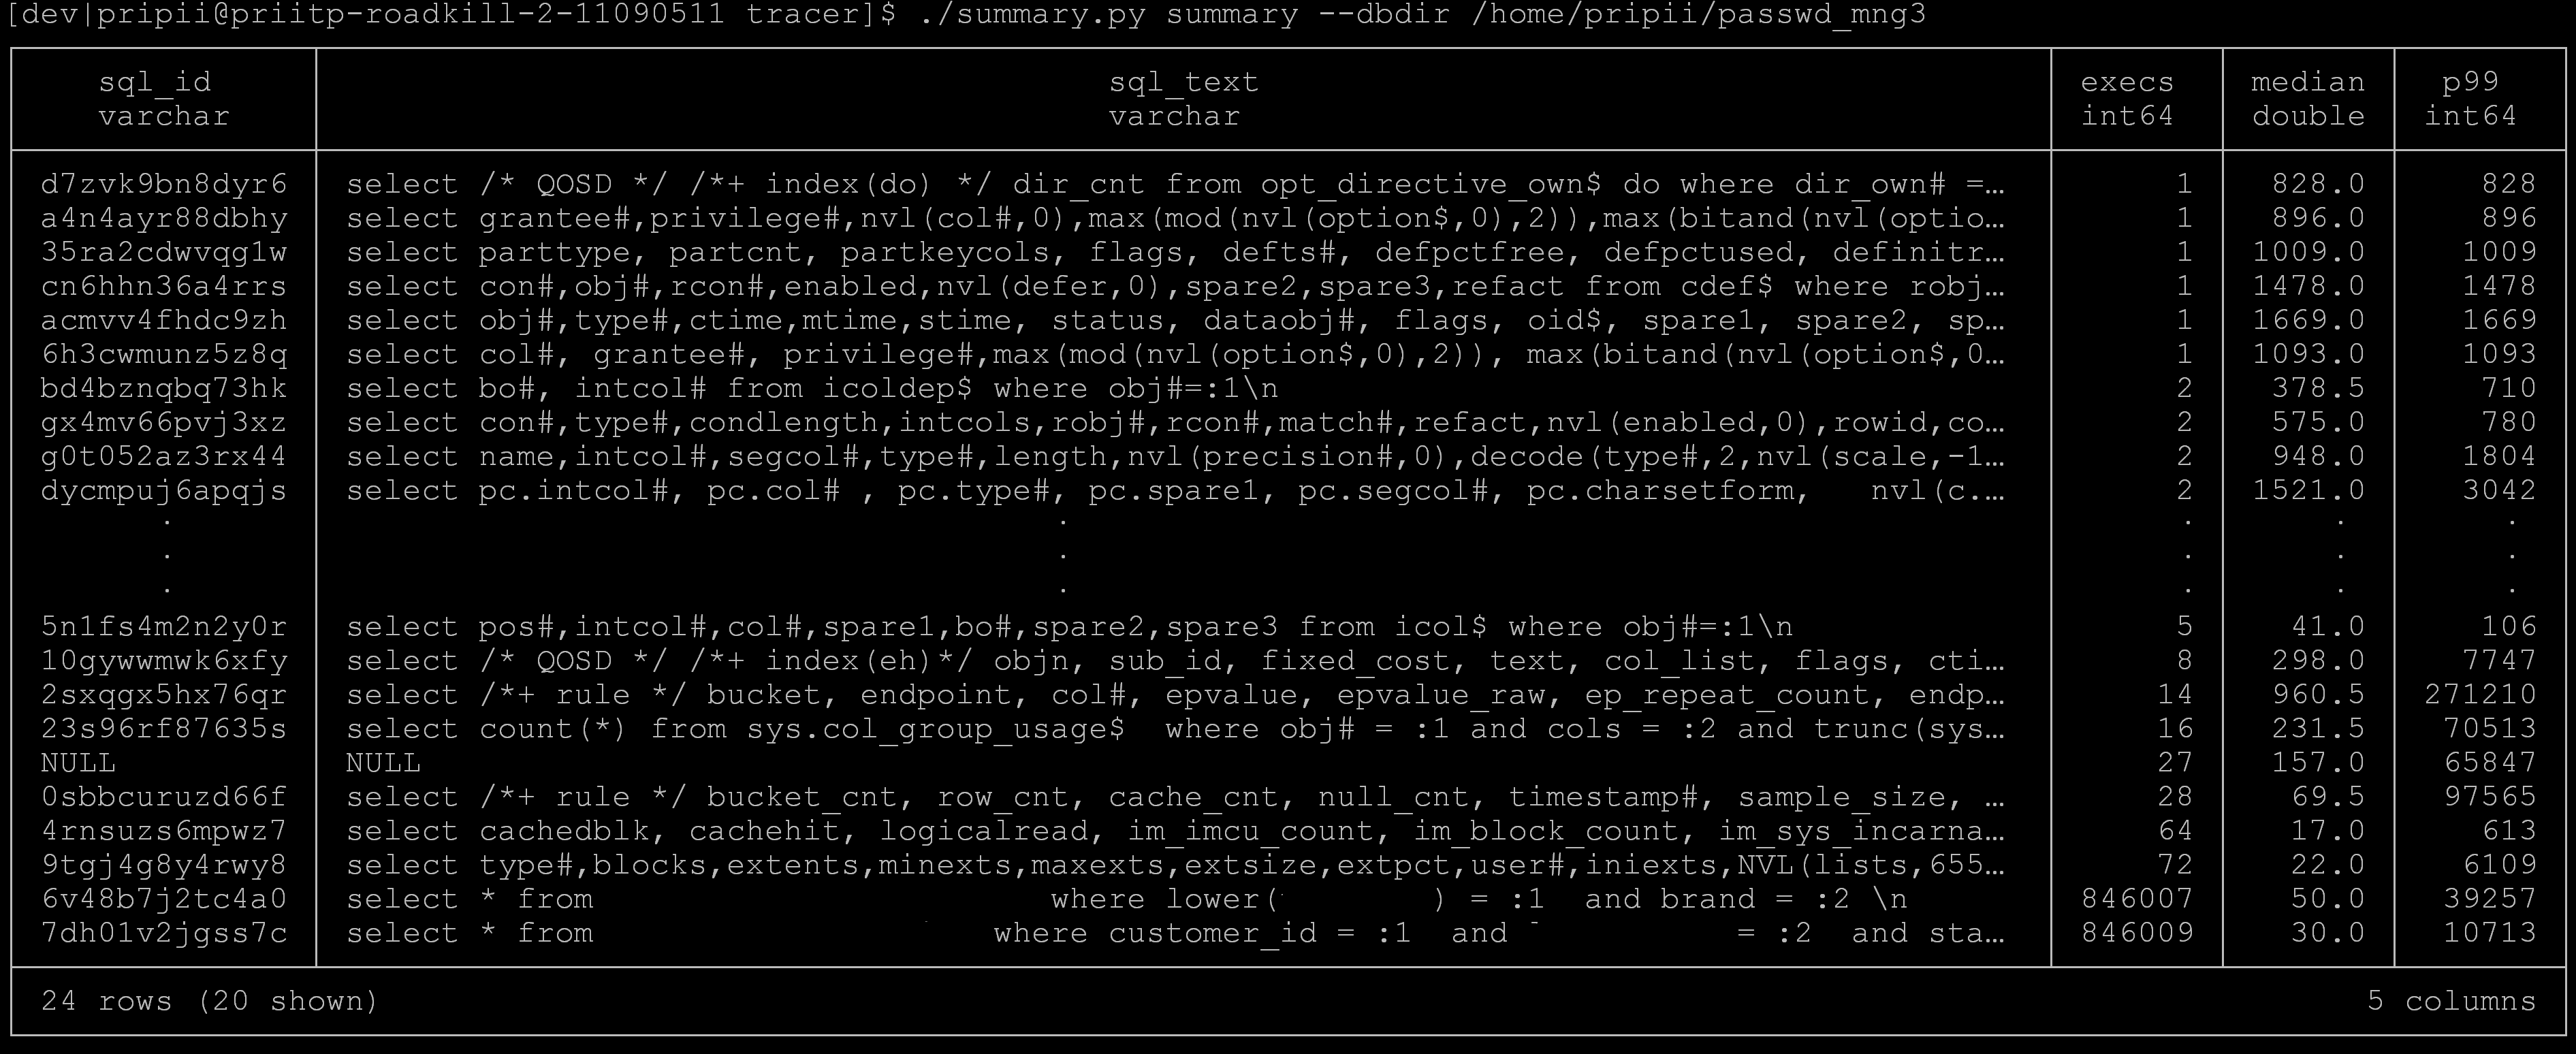 [dev|pripii@priitp-roadkill-2-11090511 tracer]$ ./summary.py summary --dbdir /home/pripii/passwd_mng3
sql_id sql_text execs median p99
varchar varchar int64 double int64
d7zvk9bn8dyr6 select /* QOSD */ /*+ index(do) */ dir_cnt from opt_directive_own$ do where dir_own# =… 1 828.0 828
a4n4ayr88dbhy select grantee#,privilege#,nvl(col#,0),max(mod(nvl(option$,0),2)),max(bitand(nvl(optio… 1 896.0 896
35ra2cdwvqg1w select parttype, partcnt, partkeycols, flags, defts#, defpctfree, defpctused, definitr… 1 1009.0 1009
cn6hhn36a4rrs select con#,obj#,rcon#,enabled,nvl(defer,0),spare2,spare3,refact from cdef$ where robj… 1 1478.0 1478
acmvv4fhdc9zh select obj#,type#,ctime,mtime,stime, status, dataobj#, flags, oid$, spare1, spare2, sp… 1 1669.0 1669
6h3cwmunz5z8q select col#, grantee#, privilege#,max(mod(nvl(option$,0),2)), max(bitand(nvl(option$,0… 1 1093.0 1093
bd4bznqbq73hk select bo#, intcol# from icoldep$ where obj#=:1\n 2 378.5 710
gx4mv66pvj3xz select con#,type#,condlength,intcols,robj#,rcon#,match#,refact,nvl(enabled,0),rowid,co… 2 575.0 780
g0t052az3rx44 select name,intcol#,segcol#,type#,length,nvl(precision#,0),decode(type#,2,nvl(scale,-1… 2 948.0 1804
dycmpuj6apqjs select pc.intcol#, pc.col# , pc.type#, pc.spare1, pc.segcol#, pc.charsetform,   nvl(c.… 2 1521.0 3042
· · · · ·
· · · · ·
· · · · ·
5n1fs4m2n2y0r select pos#,intcol#,col#,spare1,bo#,spare2,spare3 from icol$ where obj#=:1\n 5 41.0 106
10gywwmwk6xfy select /* QOSD */ /*+ index(eh)*/ objn, sub_id, fixed_cost, text, col_list, flags, cti… 8 298.0 7747
2sxqgx5hx76qr select /*+ rule */ bucket, endpoint, col#, epvalue, epvalue_raw, ep_repeat_count, endp… 14 960.5 271210
23s96rf87635s select count(*) from sys.col_group_usage$  where obj# = :1 and cols = :2 and trunc(sys… 16 231.5 70513
NULL NULL 27 157.0 65847
0sbbcuruzd66f select /*+ rule */ bucket_cnt, row_cnt, cache_cnt, null_cnt, timestamp#, sample_size, … 28 69.5 97565
4rnsuzs6mpwz7 select cachedblk, cachehit, logicalread, im_imcu_count, im_block_count, im_sys_incarna… 64 17.0 613
9tgj4g8y4rwy8 select type#,blocks,extents,minexts,maxexts,extsize,extpct,user#,iniexts,NVL(lists,655… 72 22.0 6109
6v48b7j2tc4a0 select * from where lower( ) = :1  and brand = :2 \n 846007 50.0 39257
7dh01v2jgss7c select * from where customer_id = :1  and = :2  and sta… 846009 30.0 10713
24 rows (20 shown) 5 columns